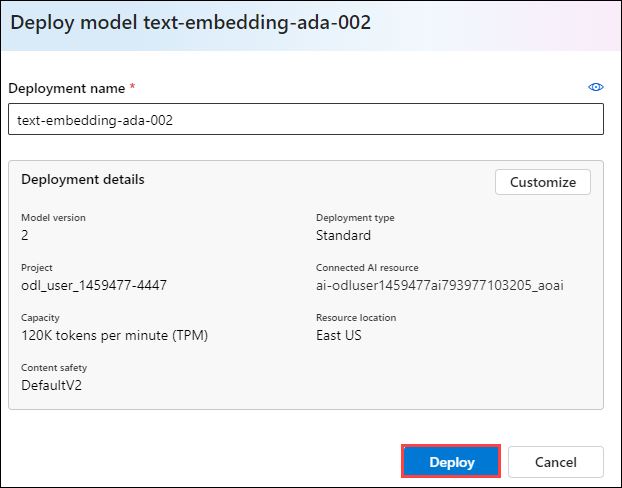 Deploy model text-embedding-ada-002
Deployment name *
text-embedding-ada-002
Deployment details
Customize
Model version
2
Deployment type
Standard
Project
odl_user_1459477-4447
Connected AI resource
ai-odluser1459477ai793977103205_aoai
Capacity
120K tokens per minute (TPM)
Resource location
East US
Content safety
DefaultV2
Deploy
Cancel